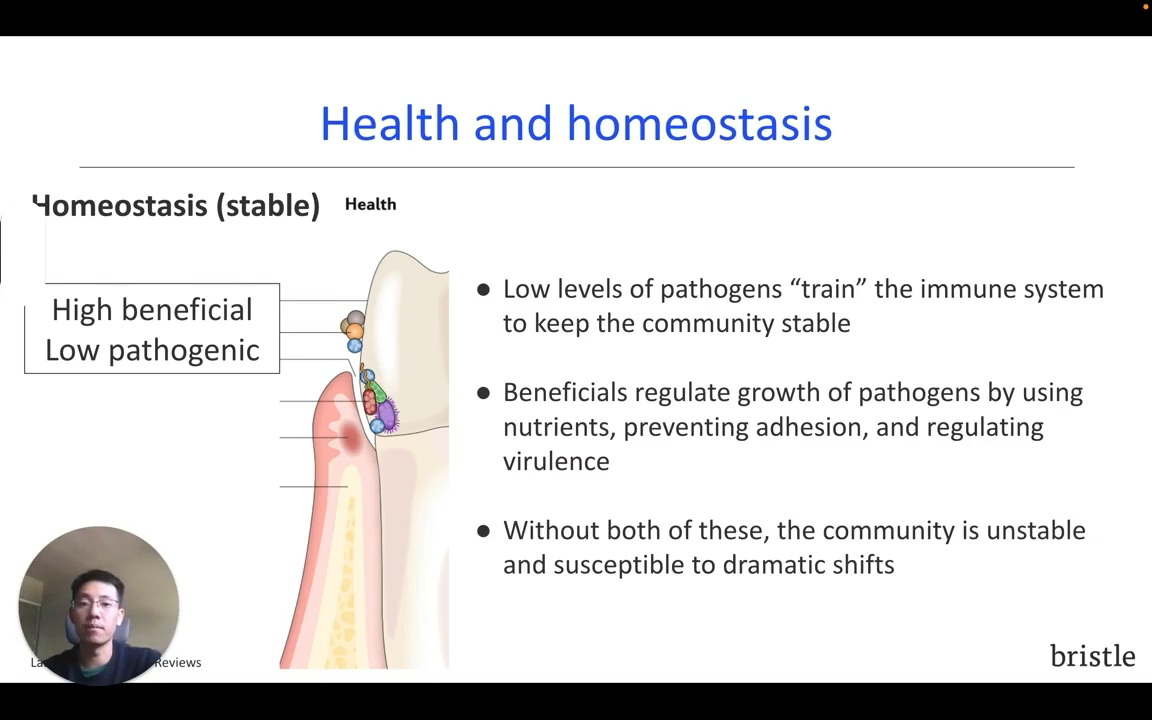 Health and homeostasis
Homeostasis (stable)
Health
High beneficial
Low pathogenic
● Low levels of pathogens “train” the immune system
to keep the community stable
● Beneficials regulate growth of pathogens by using
nutrients, preventing adhesion, and regulating
virulence
● Without both of these, the community is unstable
and susceptible to dramatic shifts
Reviews
bristle